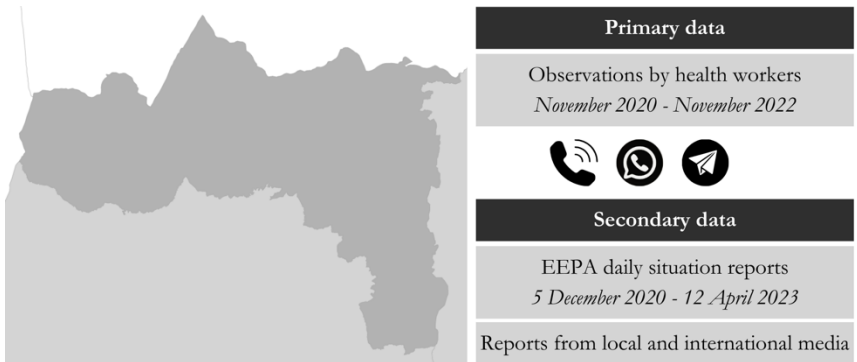 Primary data
Observations by health workers
November 2020 - November 2022
Secondary data
EEPA daily situation reports
5 December 2020 - 12 April 2023
Reports from local and international media